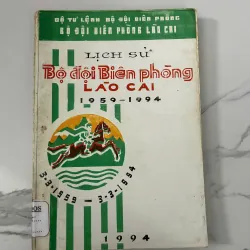 BỘ TƯ LỆNH BỘ ĐỘI BIÊN PHÒNG
BỘ ĐỘI BIÊN PHÒNG LÀO CAI
LỊCH SỬ
Bộ đội Biên phòng
LÀO CAI
1959-1994
3-3-1959 - 3-3-1994
1994